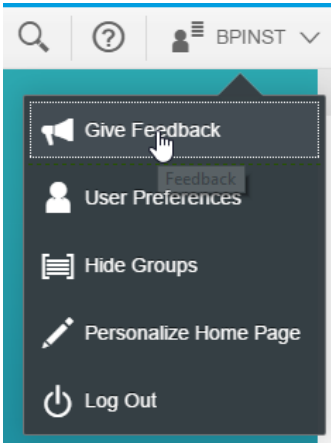 BPINST
Give Feedback
Feedback
User Preferences
Hide Groups
Personalize Home Page
Log Out